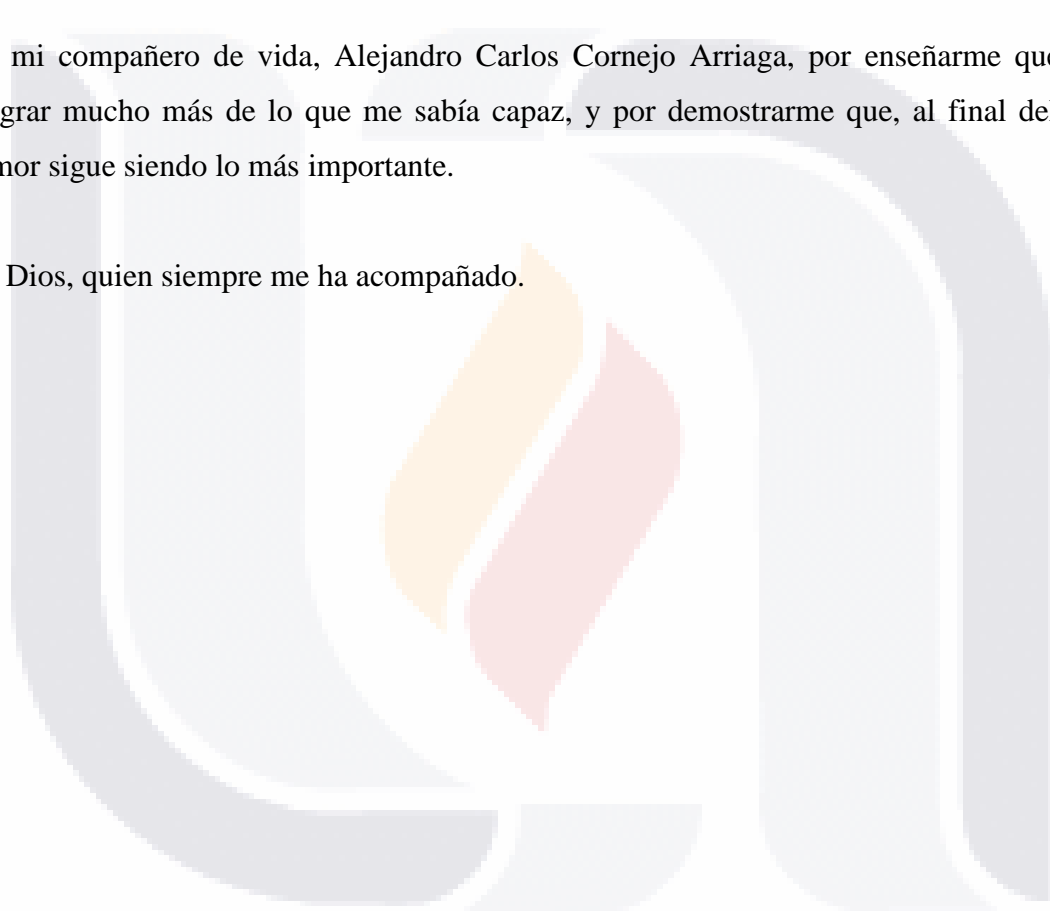 mi compañero de vida, Alejandro Carlos Cornejo Arriaga, por enseñarme que
grar mucho más de lo que me sabía capaz, y por demostrarme que, al final del
mor sigue siendo lo más importante.
Dios, quien siempre me ha acompañado.